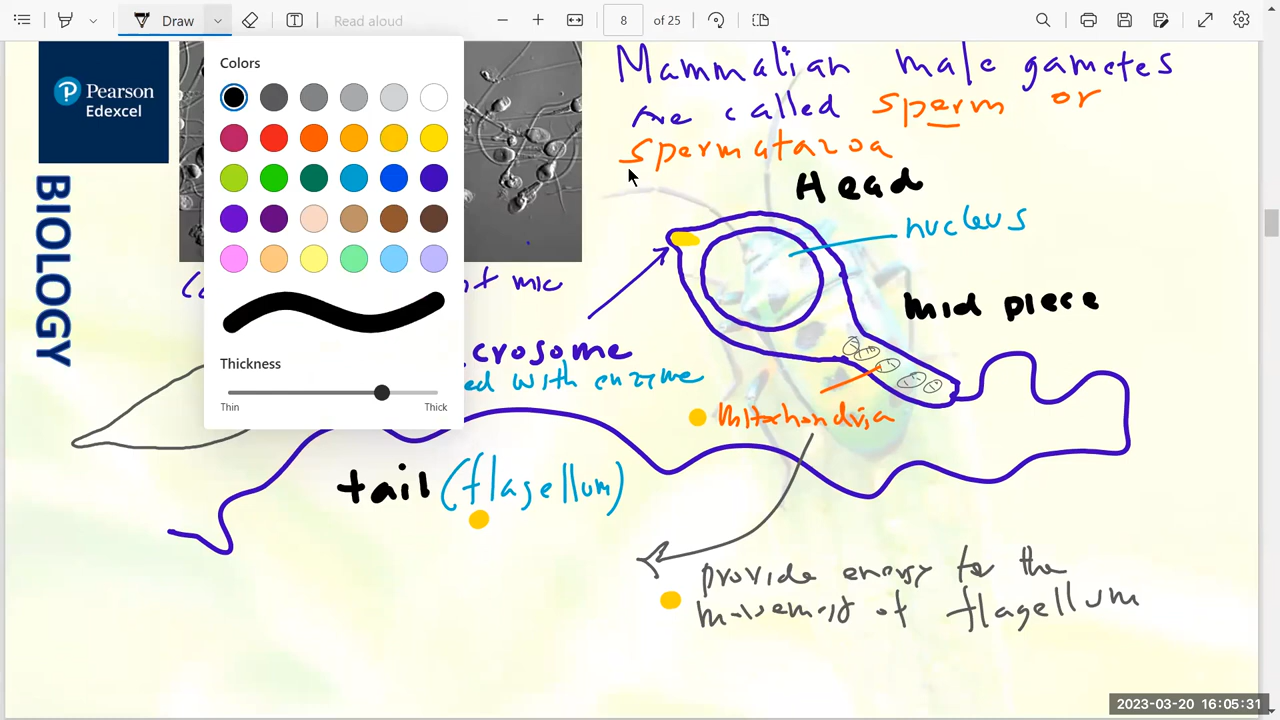 Draw
Read aloud
8
of 25
Colors
Pearson
Edexcel
BIOLOGY
Thickness
Thin
Thick
Mammalian male gametes
are called sperm or
spermatazoa
Head
nucleus
mic
mid piece
crosome
ed with enzyme
mitochondria
tail (flagellum)
provide energy for the
movement of flagellum
2023-03-20 16:05:31